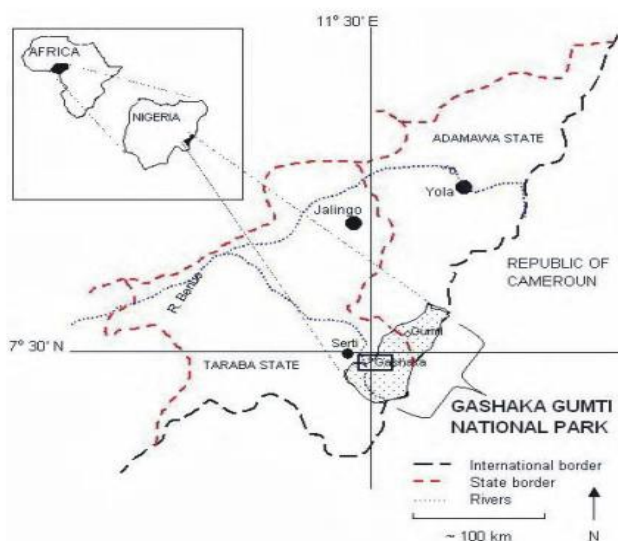 11° 30' E
AFRICA
NIGERIA
ADAMAWA STATE
Yola
Jalingo
REPUBLIC OF
CAMEROUN
R. Benue
Gumti
Serti
7° 30' N
Gashaka
TARABA STATE
GASHAKA GUMTI
NATIONAL PARK
International border
State border
Rivers
~ 100 km
N